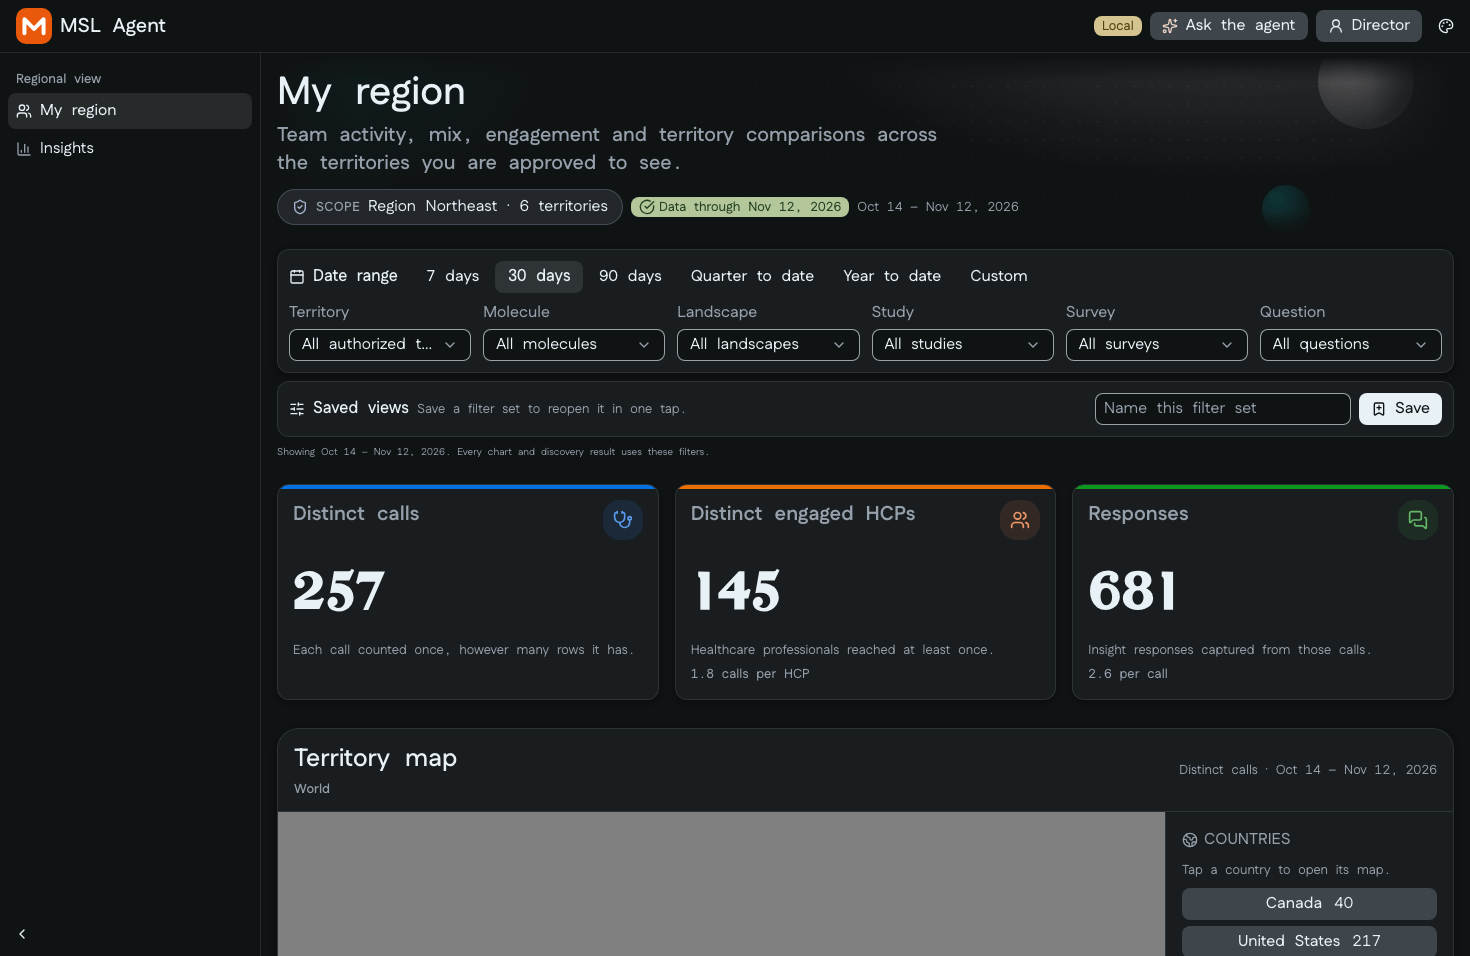 MSL Agent
Local
Ask the agent
Director
Regional view
My region
Insights
My region
Team activity, mix, engagement and territory comparisons across
the territories you are approved to see.
SCOPE Region Northeast · 6 territories
Data through Nov 12, 2026
Oct 14 – Nov 12, 2026
Date range
7 days
30 days
90 days
Quarter to date
Year to date
Custom
Territory
Molecule
Landscape
Study
Survey
Question
All authorized t...
All molecules
All landscapes
All studies
All surveys
All questions
Saved views Save a filter set to reopen it in one tap.
Name this filter set
Save
Showing Oct 14 – Nov 12, 2026. Every chart and discovery result uses these filters.
Distinct calls
257
Each call counted once, however many rows it has.
Distinct engaged HCPs
145
Healthcare professionals reached at least once.
1.8 calls per HCP
Responses
681
Insight responses captured from those calls.
2.6 per call
Territory map
World
Distinct calls · Oct 14 – Nov 12, 2026
COUNTRIES
Tap a country to open its map.
Canada 40
United States 217